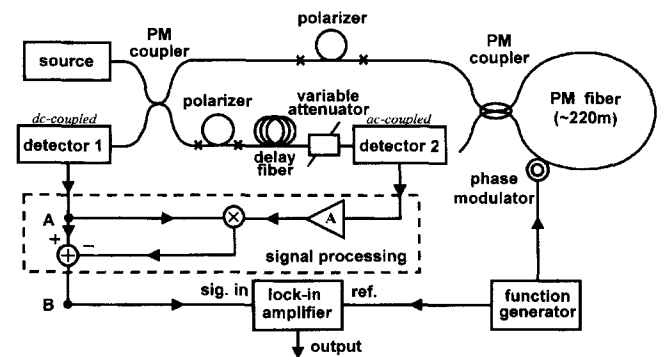 polarizer
PM
coupler
PM
coupler
source
PM fiber
(~220m)
dc-coupled
detector 1
polarizer
variable
attenuator
ac-coupled
detector 2
delay
fiber
phase
modulator
A
A
+
−
signal processing
B
sig. in
lock-in
amplifier
ref.
function
generator
output